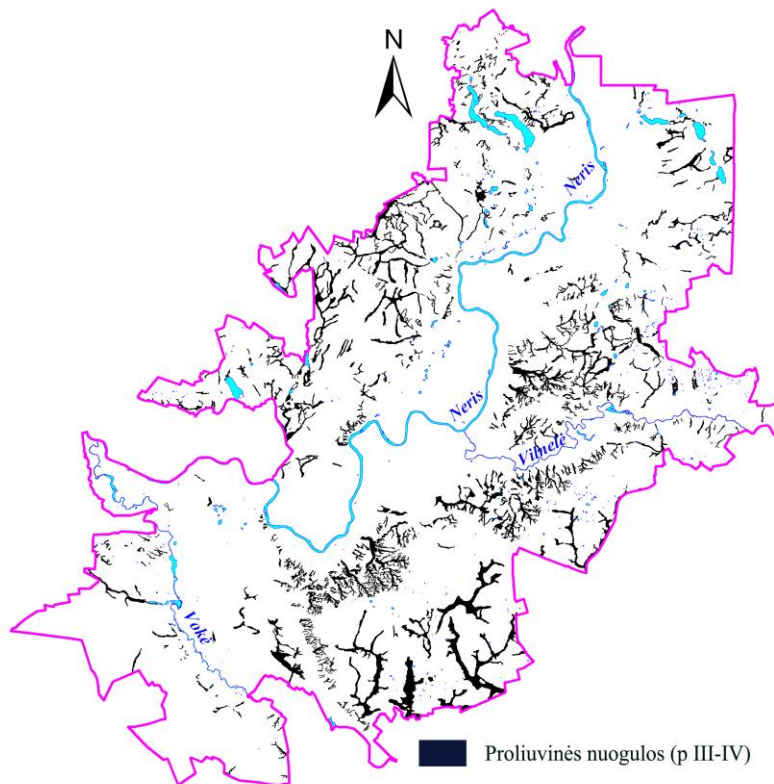 N
Neris
Neris
Vilnelė
Vokė
Proliuvinės nuogulos (p III-IV)